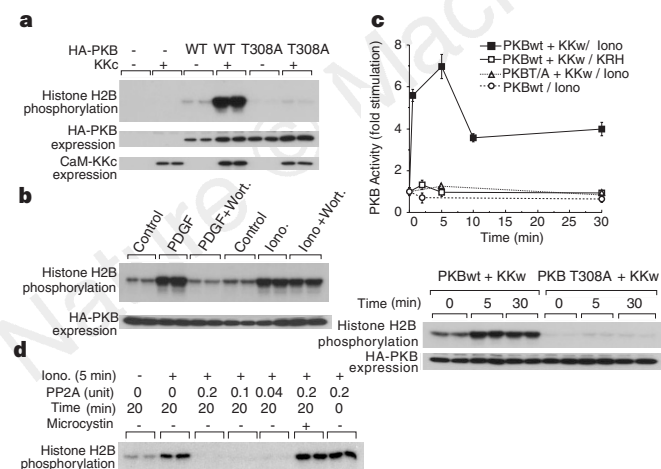 a
HA-PKB - - WT WT T308A T308A
KKc - + - + - +
Histone H2B
phosphorylation
HA-PKB
expression
CaM-KKc
expression
b
Control PDGF PDGF+Wort. Control Iono. Iono+Wort.
Histone H2B
phosphorylation
HA-PKB
expression
c
PKBwt + KKw/ Iono
PKBwt + KKw / KRH
PKBT/A + KKw / Iono
PKBwt / Iono
PKB Activity (fold stimulation)
8
6
4
2
0
0 5 10 15 20 25 30
Time (min)
PKBwt + KKw PKB T308A + KKw
Time (min) 0 5 30 0 5 30
Histone H2B
phosphorylation
HA-PKB
expression
d
Iono. (5 min) - + + + + + +
PP2A (unit) 0 0 0.2 0.1 0.04 0.2 0.2
Time (min) 20 20 20 20 20 20 0
Microcystin - - - - - + -
Histone H2B
phosphorylation
Nature © Mac